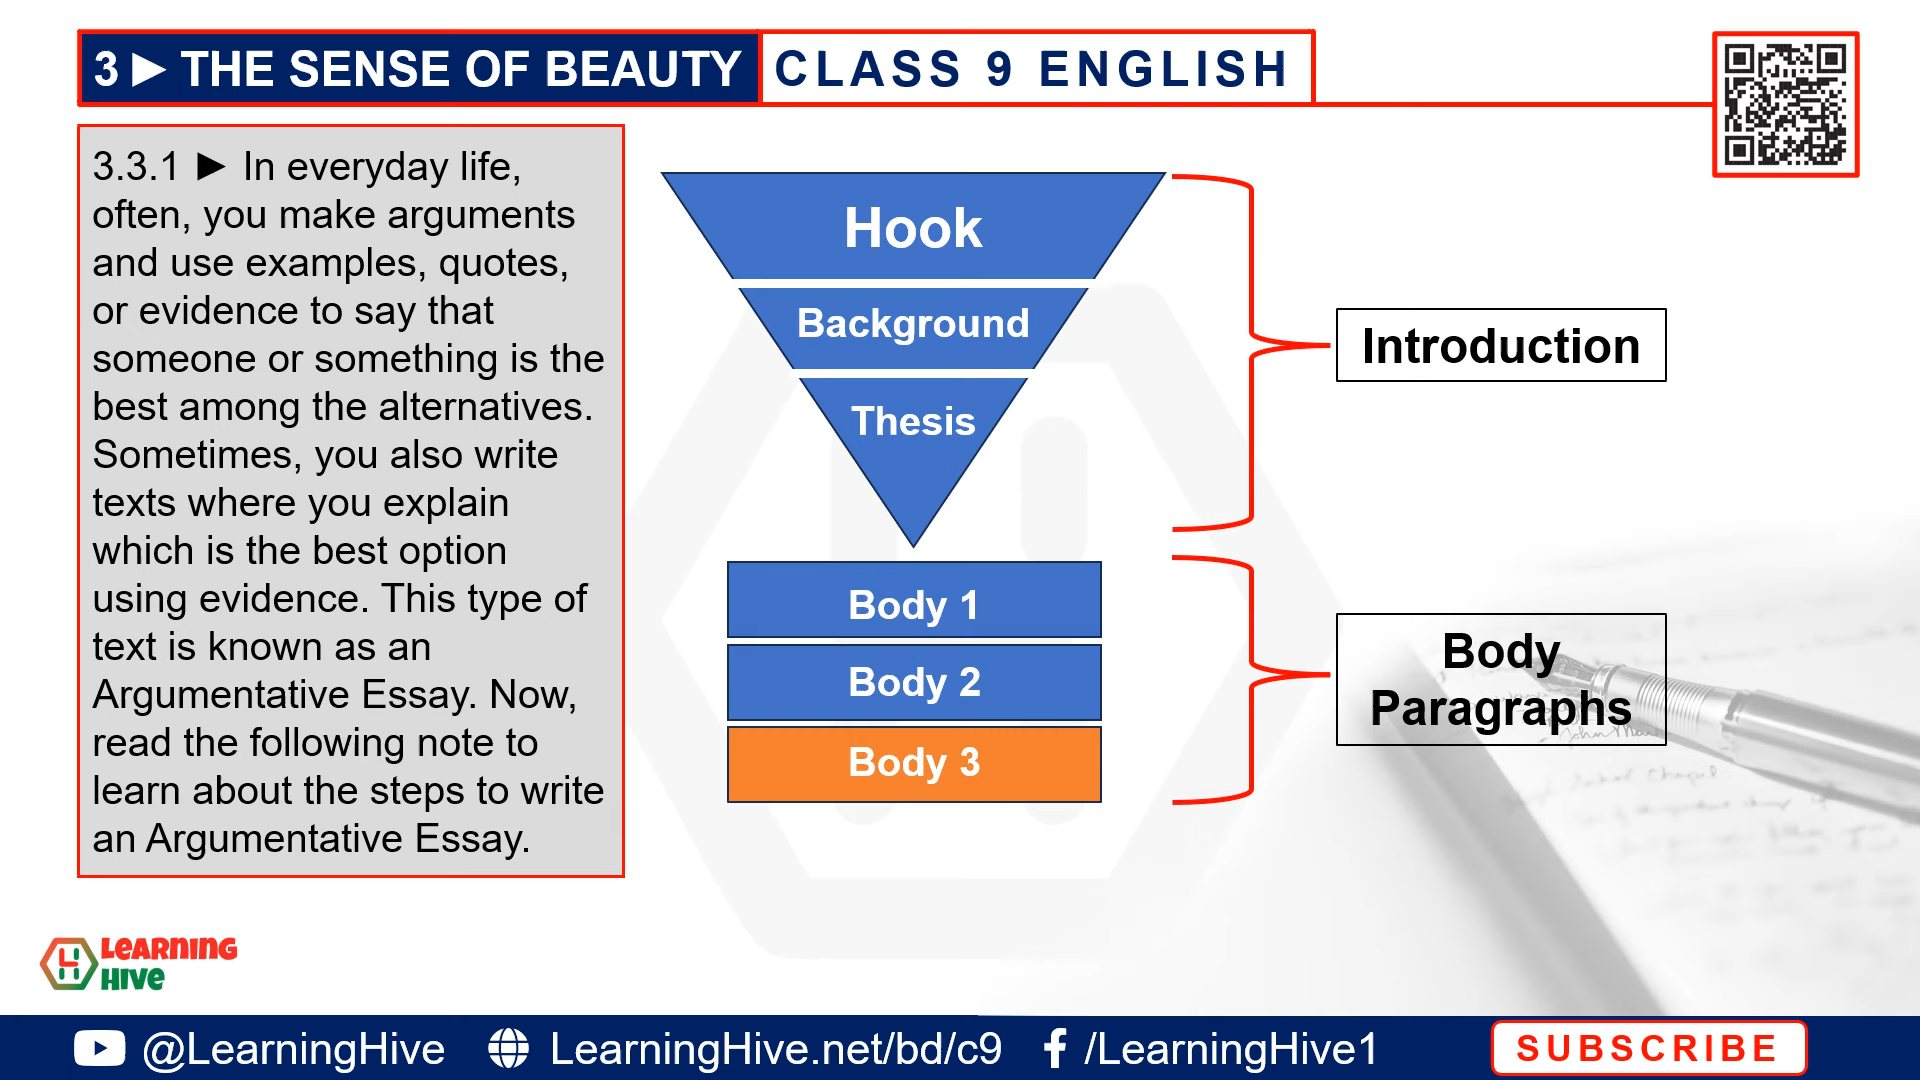 3 ► THE SENSE OF BEAUTY CLASS 9 ENGLISH
3.3.1 ► In everyday life,
often, you make arguments
and use examples, quotes,
or evidence to say that
someone or something is the
best among the alternatives.
Sometimes, you also write
texts where you explain
which is the best option
using evidence. This type of
text is known as an
Argumentative Essay. Now,
read the following note to
learn about the steps to write
an Argumentative Essay.
Hook
Background
Thesis
Introduction
Body 1
Body 2
Body 3
Body
Paragraphs
LEARNING
HIVE
@LearningHive LearningHive.net/bd/c9 /LearningHive1 SUBSCRIBE